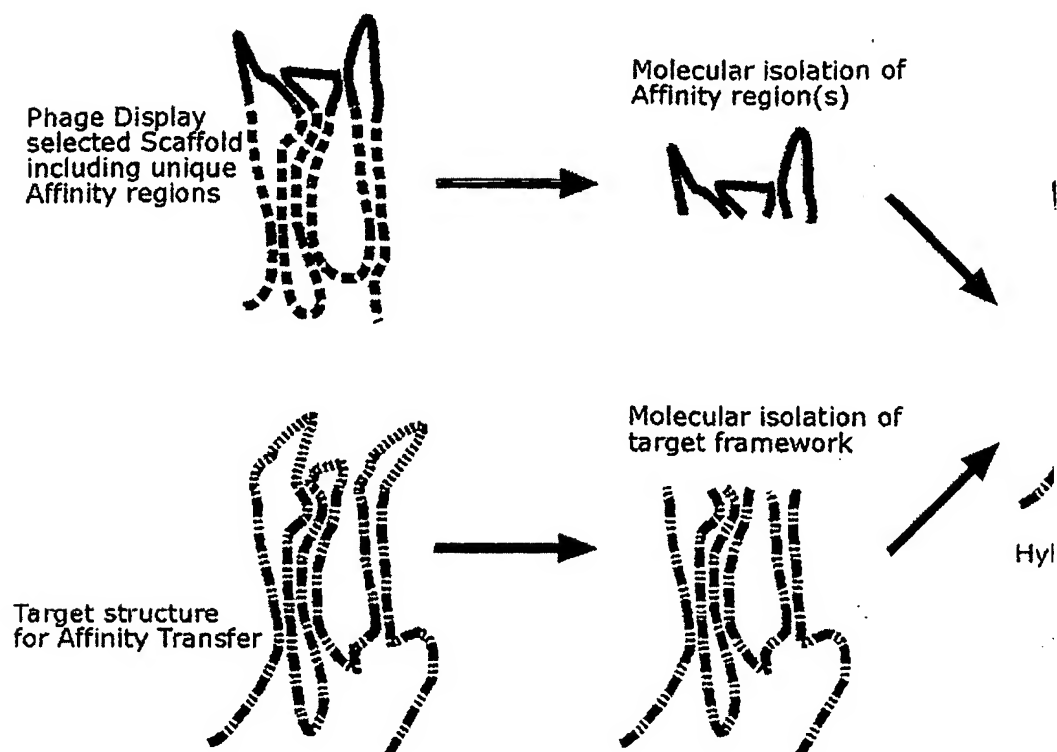 Phage Display
selected Scaffold
including unique
Affinity regions
Molecular isolation of
Affinity region(s)
Molecular isolation of
target framework
Target structure
for Affinity Transfer